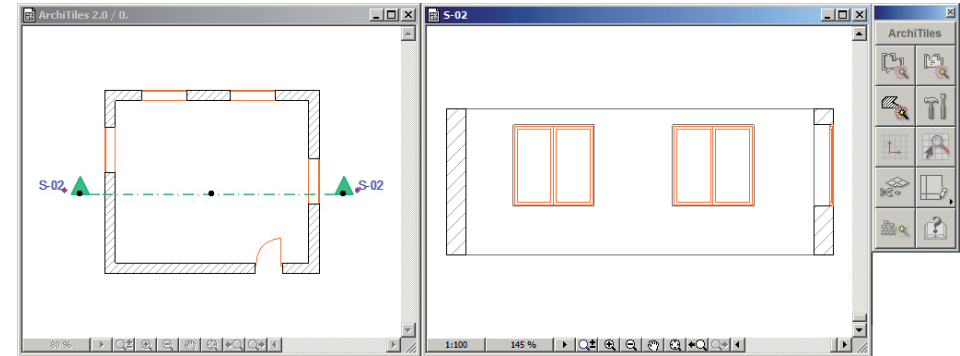 ArchiTiles 2.0 / 0.
S-02
ArchiTiles
S-02
S-02
80 %
1:100
145 %